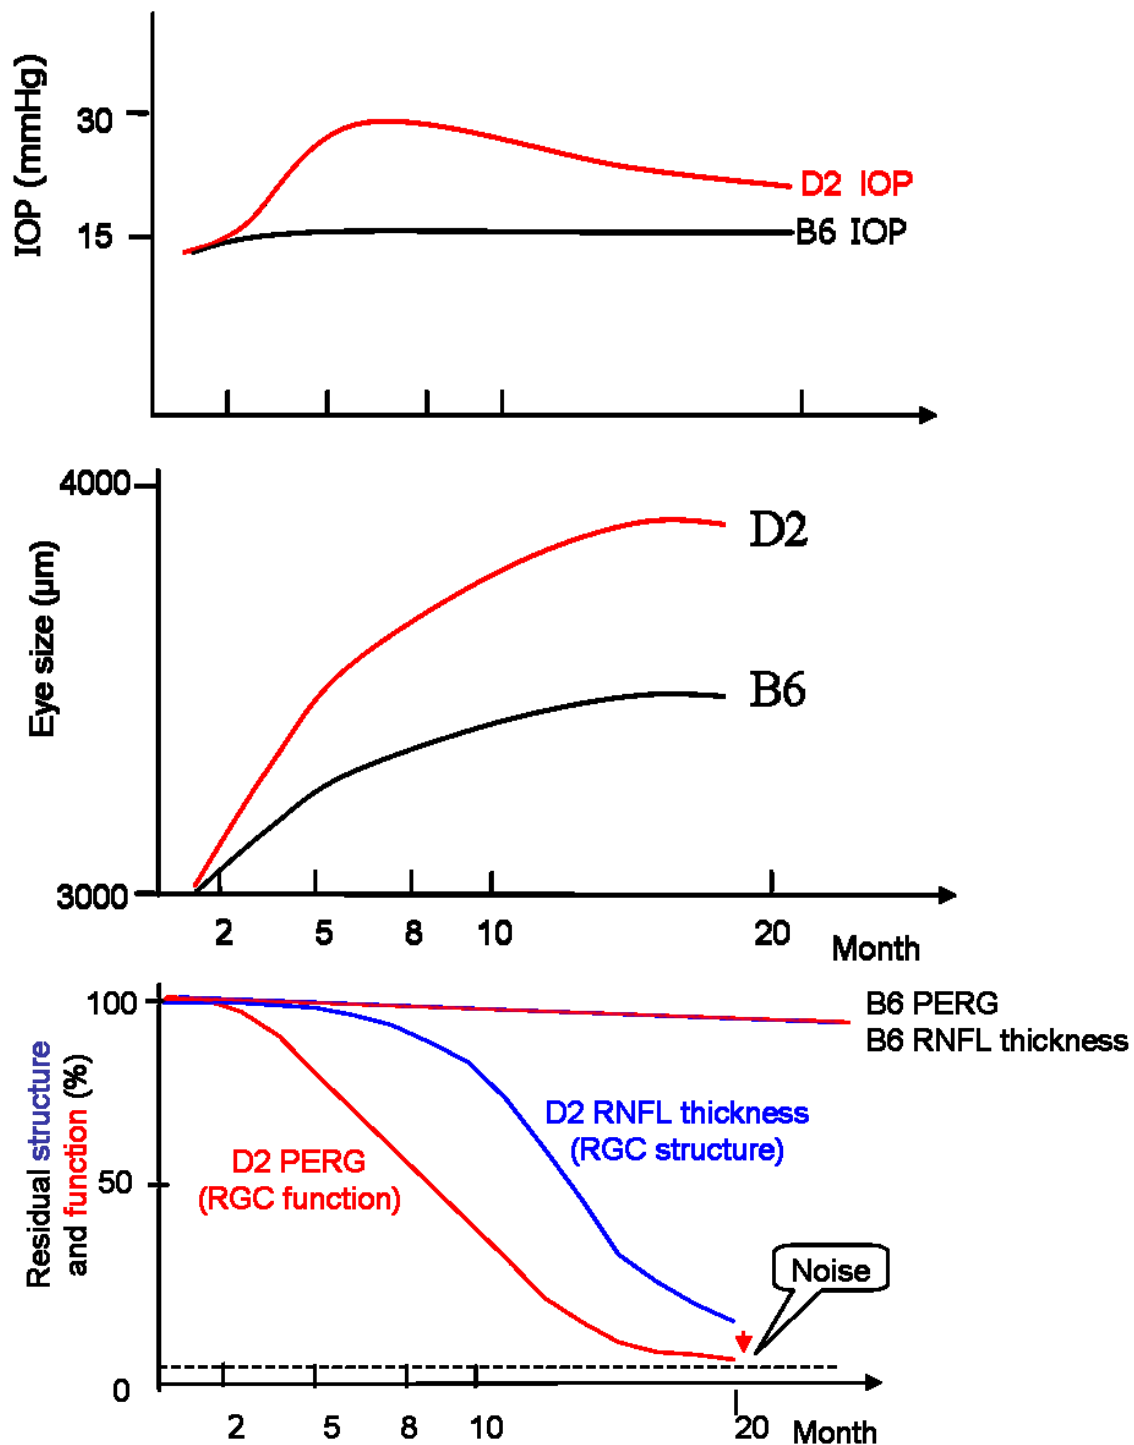 IOP (mmHg)
30
15
D2 IOP
B6 IOP
4000
Eye size (µm)
D2
B6
3000
2 5 8 10 20 Month
100
B6 PERG
B6 RNFL thickness
Residual structure
and function (%)
D2 RNFL thickness
(RGC structure)
D2 PERG
(RGC function)
50
Noise
0
2 5 8 10 20 Month